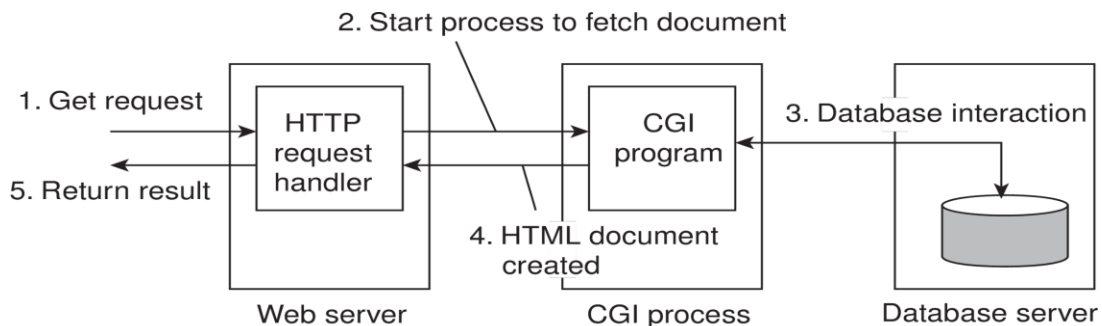 2. Start process to fetch document
1. Get request
HTTP
request
handler
CGI
program
3. Database interaction
5. Return result
4. HTML document
created
Web server
CGI process
Database server